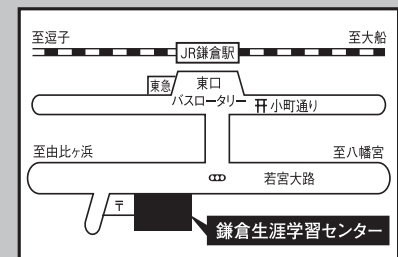 至逗子
至大船
JR鎌倉駅
東急
東口
バスロータリー
小町通り
至由比ヶ浜
至八幡宮
若宮大路
〒
鎌倉生涯学習センター